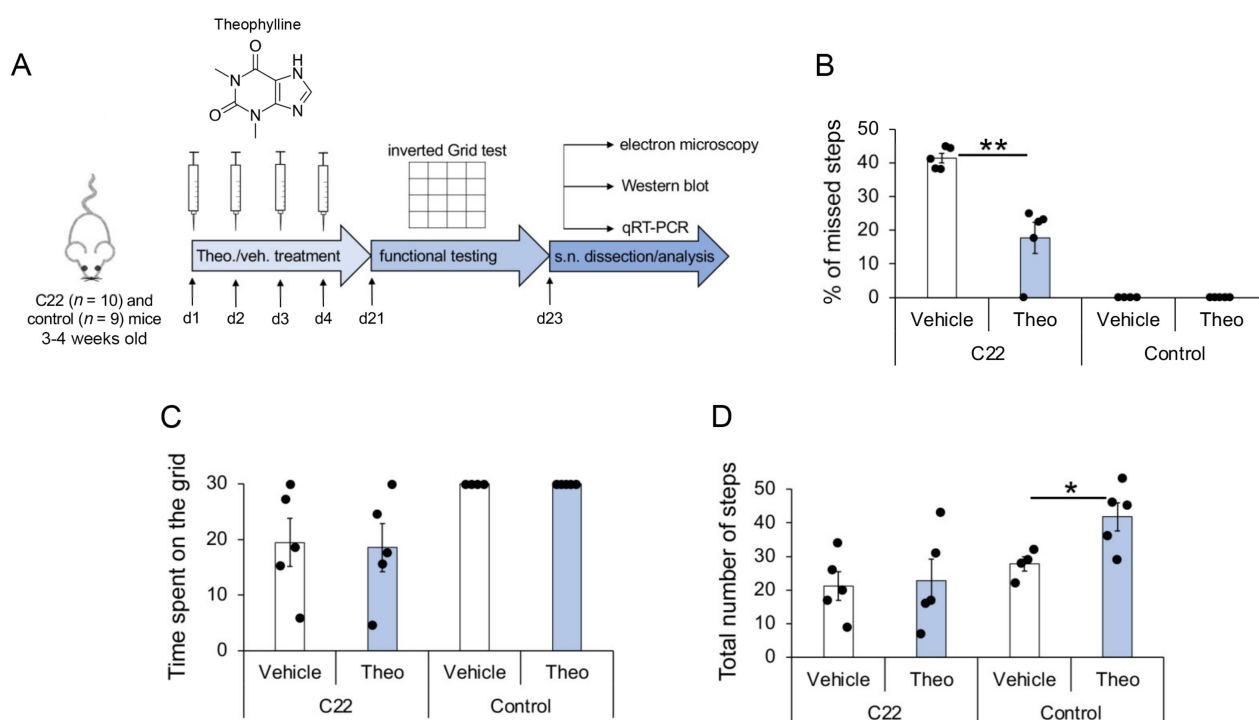 Theophylline
O
H
N
N
O
N
N
A
inverted Grid test
electron microscopy
Western blot
qRT-PCR
Theo./veh. treatment
functional testing
s.n. dissection/analysis
C22 (n = 10) and
control (n = 9) mice
3-4 weeks old
d1
d2
d3
d4
d21
d23
B
% of missed steps
50
40
30
20
10
0
**
Vehicle
Theo
Vehicle
Theo
C22
Control
C
Time spent on the grid
30
20
10
0
Vehicle
Theo
Vehicle
Theo
C22
Control
D
Total number of steps
50
40
30
20
10
0
*
Vehicle
Theo
Vehicle
Theo
C22
Control